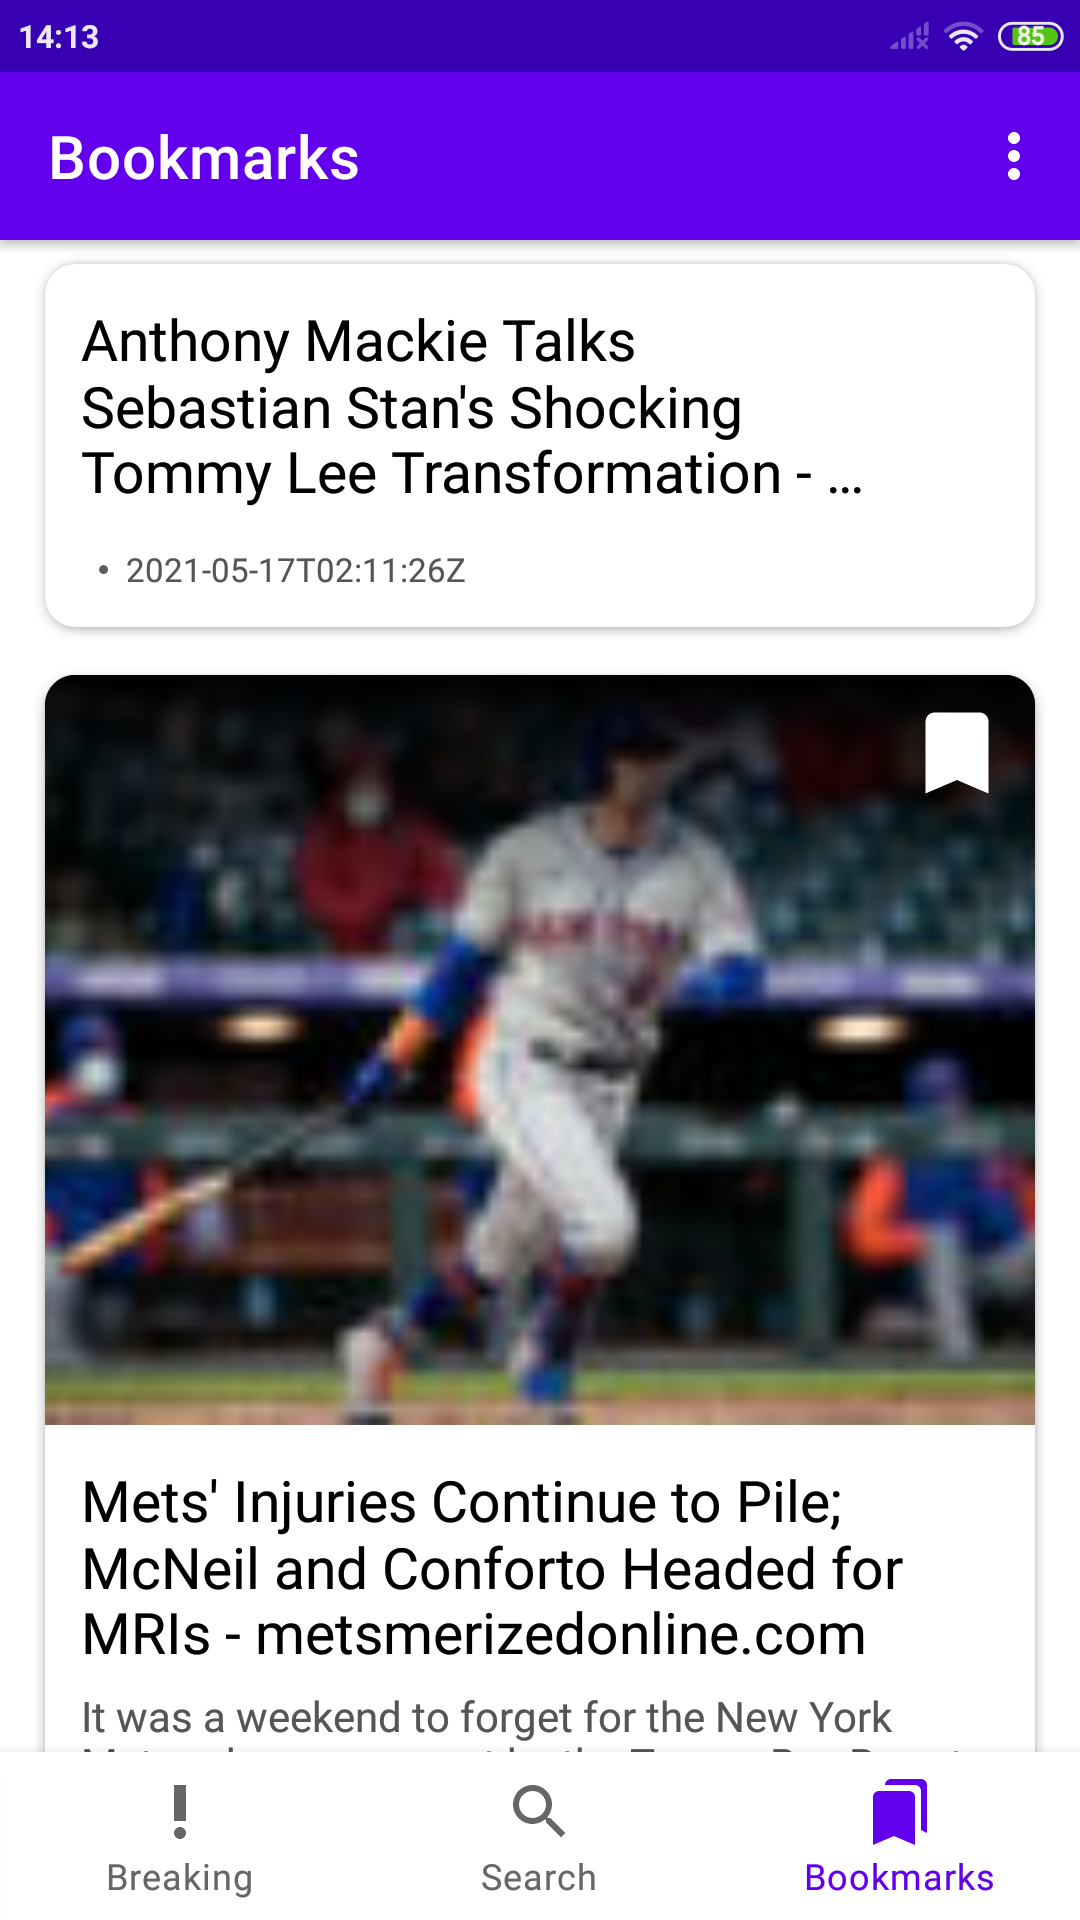 14:13
85
Bookmarks
Anthony Mackie Talks
Sebastian Stan's Shocking
Tommy Lee Transformation - ...
• 2021-05-17T02:11:26Z
Mets' Injuries Continue to Pile;
McNeil and Conforto Headed for
MRIs - metsmerizedonline.com
It was a weekend to forget for the New York
Breaking
Search
Bookmarks